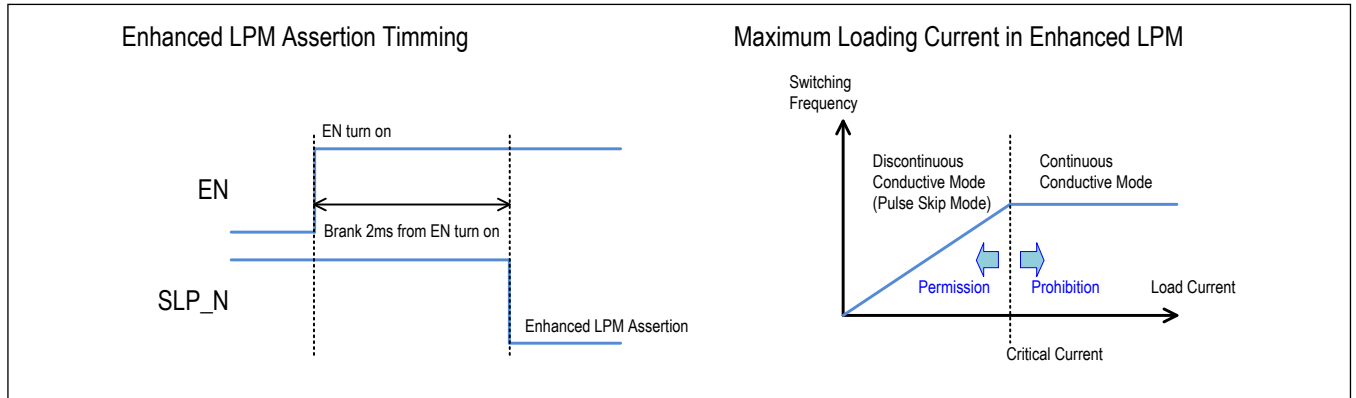 Enhanced LPM Assertion Timming
EN turn on
EN
Brank 2ms from EN turn on
SLP_N
Enhanced LPM Assertion
Maximum Loading Current in Enhanced LPM
Switching
Frequency
Discontinuous
Conductive Mode
(Pulse Skip Mode)
Continuous
Conductive Mode
Permission
Prohibition
Load Current
Critical Current